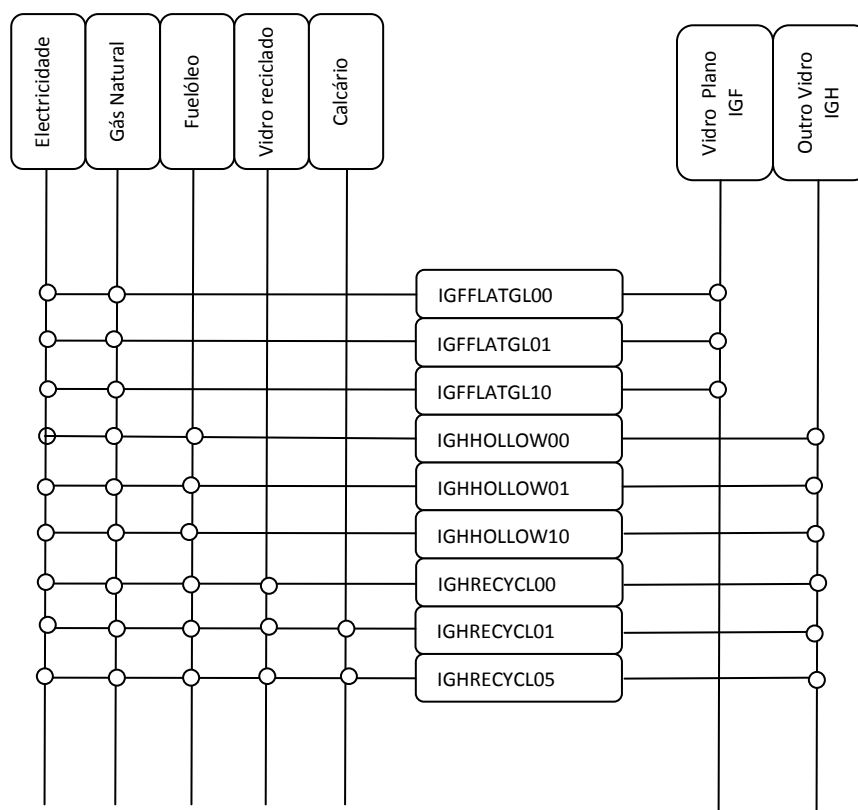 Electricidade
Gás Natural
Fuelóleo
Vidro reciclado
Calcário
Vidro Plano
IGF
Outro Vidro
IGH
IGFFLATGL00
IGFFLATGL01
IGFFLATGL10
IGHHOLLOW00
IGHHOLLOW01
IGHHOLLOW10
IGHRECYCL00
IGHRECYCL01
IGHRECYCL05